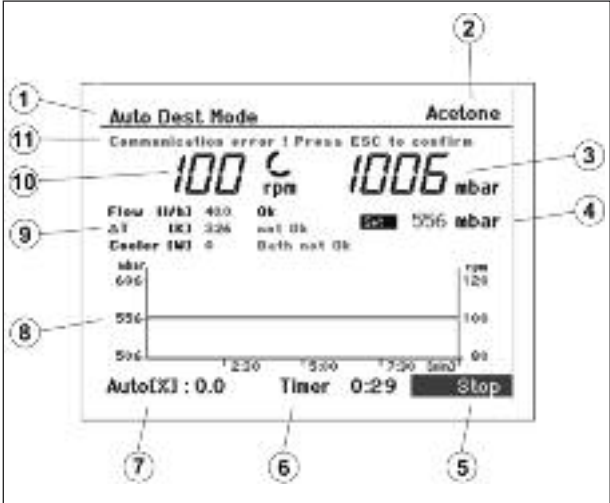 2
1
Auto Dest Mode Acetone
11
Communication error ! Press ESC to confirm
3
10
100 rpm 1006 mbar
4
Flow [l/h] 40.0 Ok Set 556 mbar
9
ΔT [K] 3.26 not Ok
Cooler [W] 0 Bath not Ok
mbar rpm
606 120
8
556 100
506 80
2:30 5:00 7:30 [min]
Auto[%] : 0.0 Timer 0:29 Stop
7 6 5